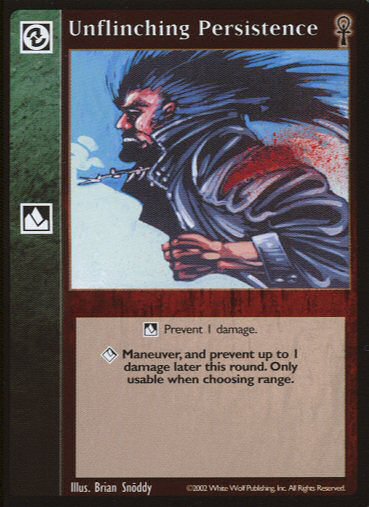 Unflinching Persistence
Prevent 1 damage.
Maneuver, and prevent up to 1
damage later this round. Only
usable when choosing range.
Illus. Brian Snōddy
©2002 White Wolf Publishing, Inc. All Rights Reserved.